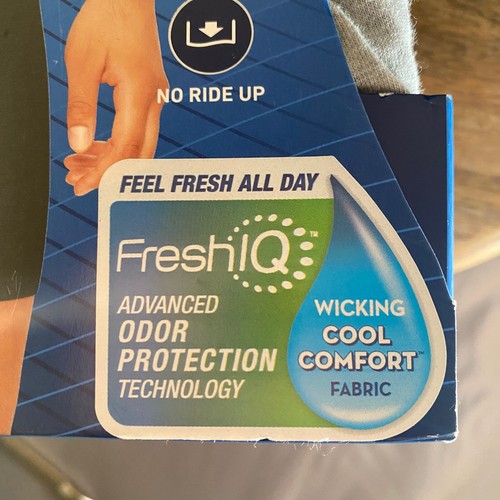 NO RIDE UP
FEEL FRESH ALL DAY
FreshIQ™
ADVANCED
ODOR
PROTECTION
TECHNOLOGY
WICKING
COOL
COMFORT™
FABRIC